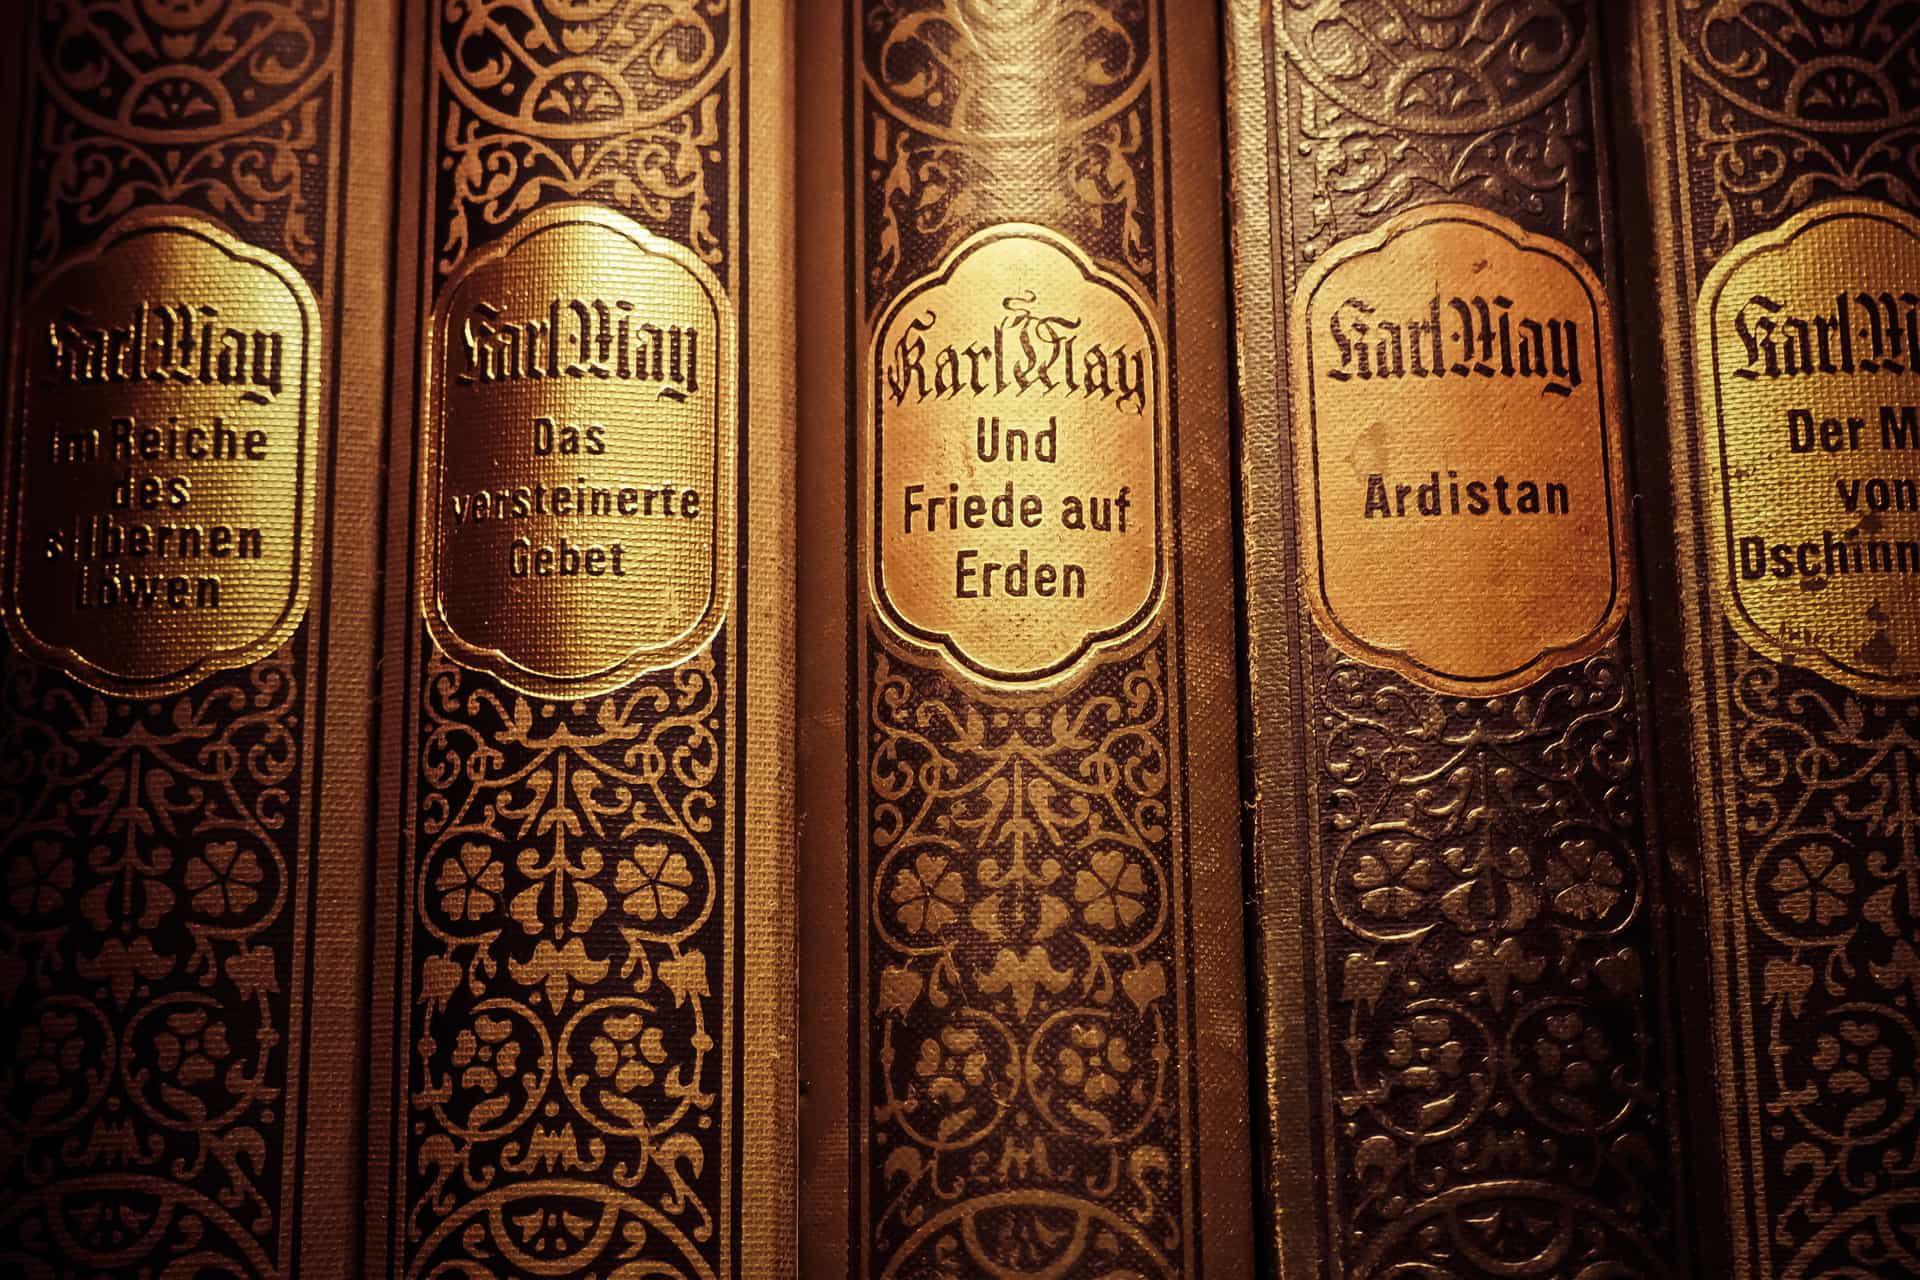 Karl May
Im Reiche
des
silbernen
Löwen
Karl May
Das
versteinerte
Gebet
Karl May
Und
Friede auf
Erden
Karl May
Ardistan
Karl
Der
von